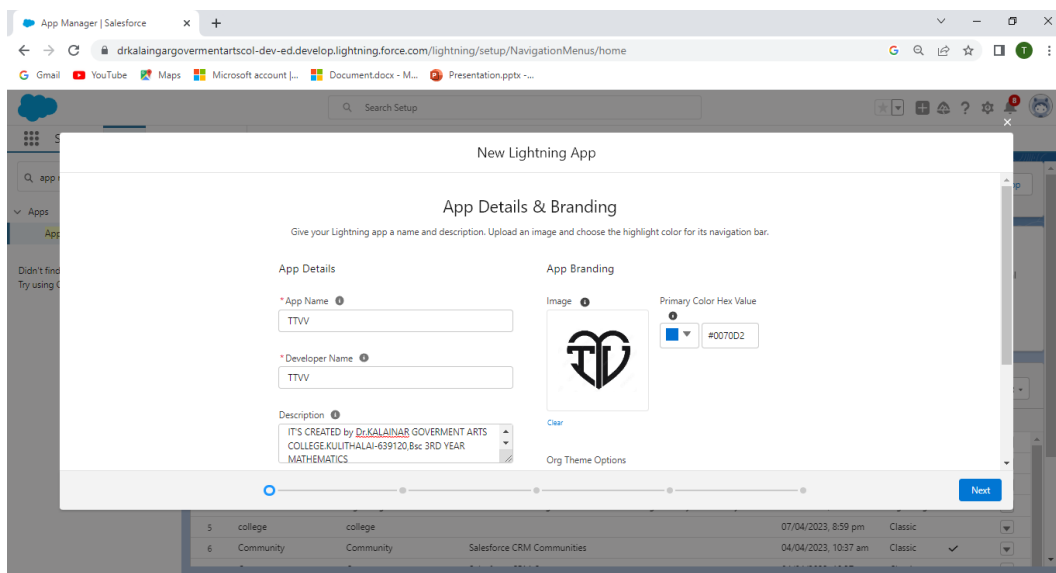 App Manager | Salesforce
drkalaingargovermentartscol-dev-ed.develop.lightning.force.com/lightning/setup/NavigationMenus/home
G
T
Gmail YouTube Maps Microsoft account |... Document.docx - M... Presentation.pptx -...
Search Setup
New Lightning App
app
Apps
App
Didn't find
Try using
App Details & Branding
Give your Lightning app a name and description. Upload an image and choose the highlight color for its navigation bar.
App Details
App Branding
*App Name
TTVV
Image
Primary Color Hex Value
#0070D2
*Developer Name
TTVV
Clear
Description
IT'S CREATED by Dr.KALAINAR GOVERMENT ARTS
COLLEGE.KULITHALAI-639120,Bsc 3RD YEAR
MATHEMATICS
Org Theme Options
Next
5 college college 07/04/2023, 8:59 pm Classic
6 Community Community Salesforce CRM Communities 04/04/2023, 10:37 am Classic